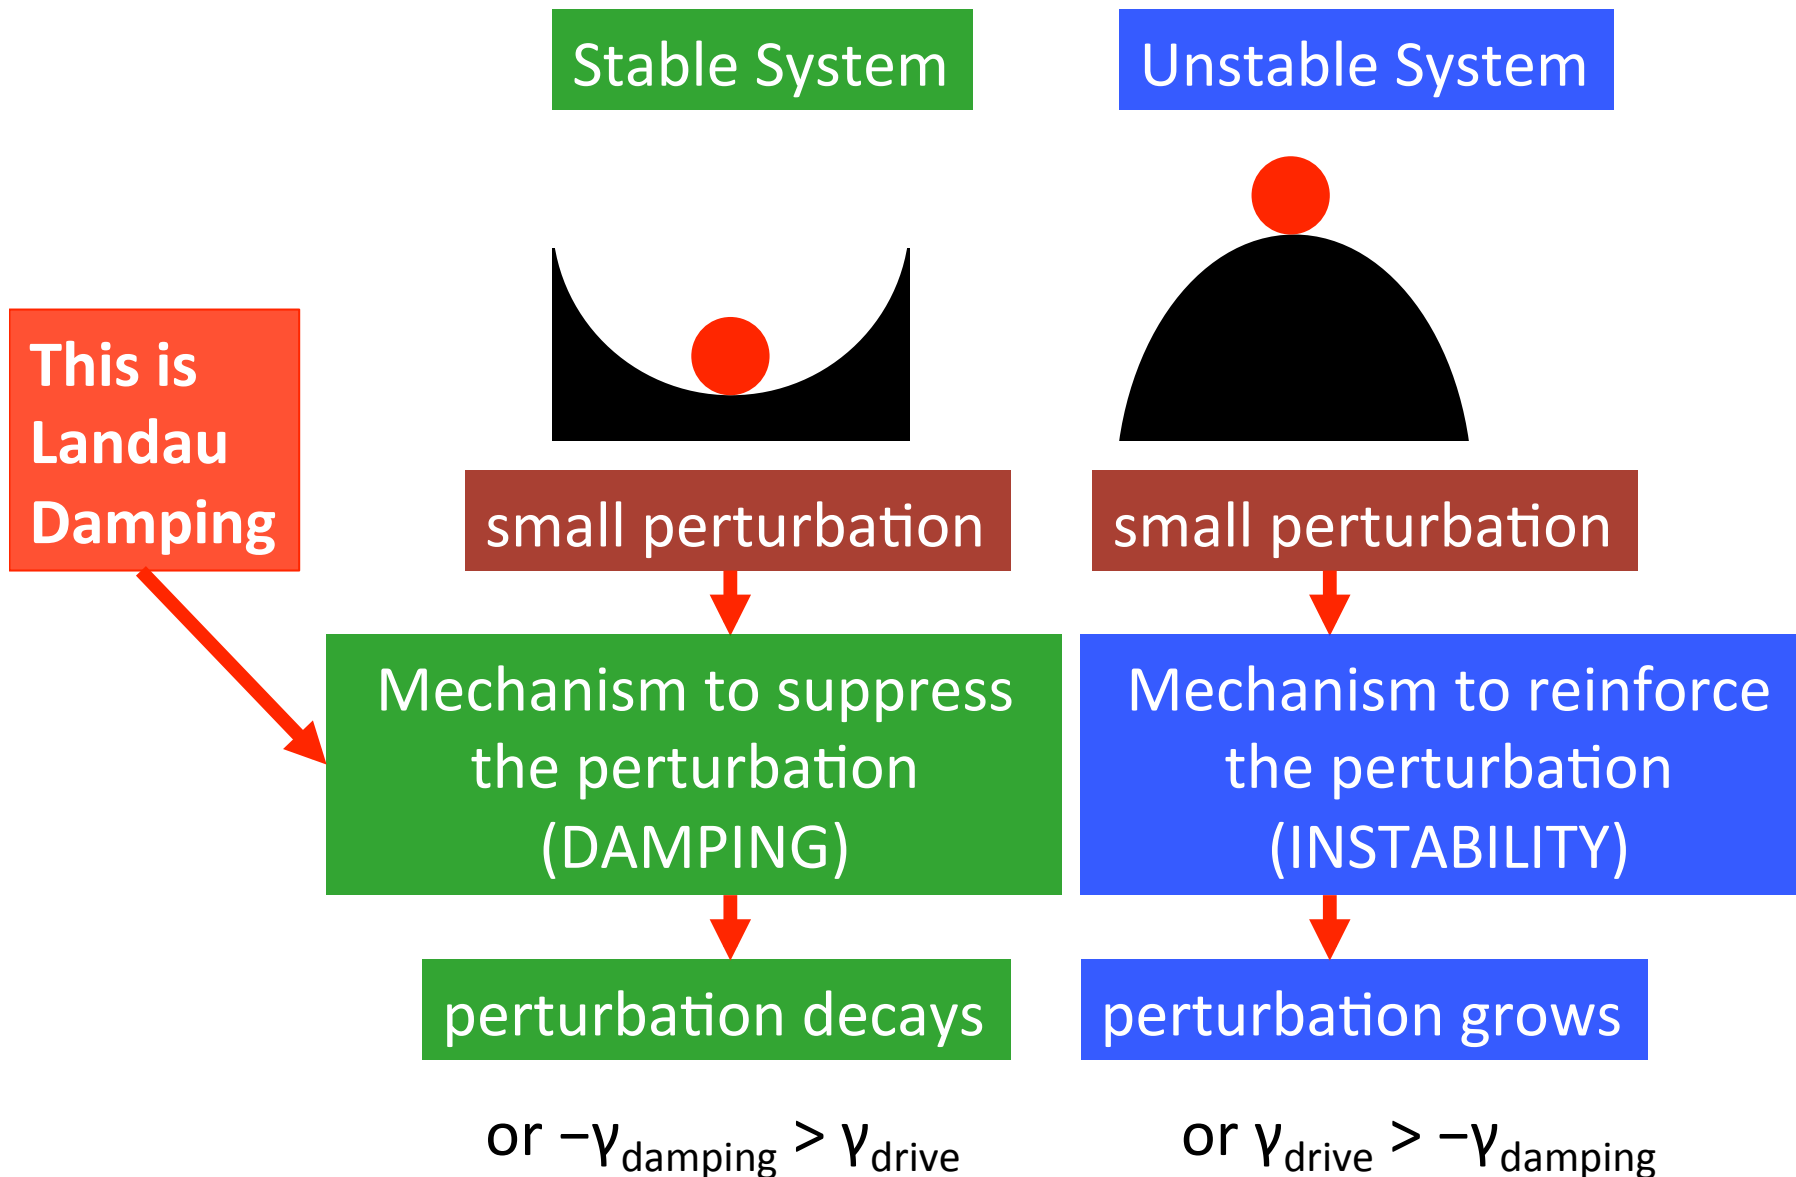 Stable System
Unstable System
This is
Landau
Damping
small perturbation
small perturbation
Mechanism to suppress
the perturbation
(DAMPING)
Mechanism to reinforce
the perturbation
(INSTABILITY)
perturbation decays
perturbation grows
or −γdamping > γdrive
or γdrive > −γdamping